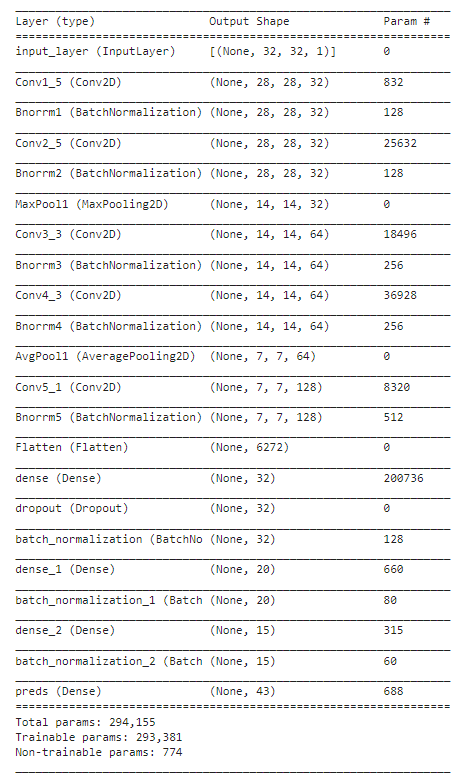 Layer (type) Output Shape Param #
input_layer (InputLayer) [(None, 32, 32, 1)] 0
Conv1_5 (Conv2D) (None, 28, 28, 32) 832
Bnorrm1 (BatchNormalization) (None, 28, 28, 32) 128
Conv2_5 (Conv2D) (None, 28, 28, 32) 25632
Bnorrm2 (BatchNormalization) (None, 28, 28, 32) 128
MaxPool1 (MaxPooling2D) (None, 14, 14, 32) 0
Conv3_3 (Conv2D) (None, 14, 14, 64) 18496
Bnorrm3 (BatchNormalization) (None, 14, 14, 64) 256
Conv4_3 (Conv2D) (None, 14, 14, 64) 36928
Bnorrm4 (BatchNormalization) (None, 14, 14, 64) 256
AvgPool1 (AveragePooling2D) (None, 7, 7, 64) 0
Conv5_1 (Conv2D) (None, 7, 7, 128) 8320
Bnorrm5 (BatchNormalization) (None, 7, 7, 128) 512
Flatten (Flatten) (None, 6272) 0
dense (Dense) (None, 32) 200736
dropout (Dropout) (None, 32) 0
batch_normalization (BatchNo (None, 32) 128
dense_1 (Dense) (None, 20) 660
batch_normalization_1 (Batch (None, 20) 80
dense_2 (Dense) (None, 15) 315
batch_normalization_2 (Batch (None, 15) 60
preds (Dense) (None, 43) 688
Total params: 294,155
Trainable params: 293,381
Non-trainable params: 774